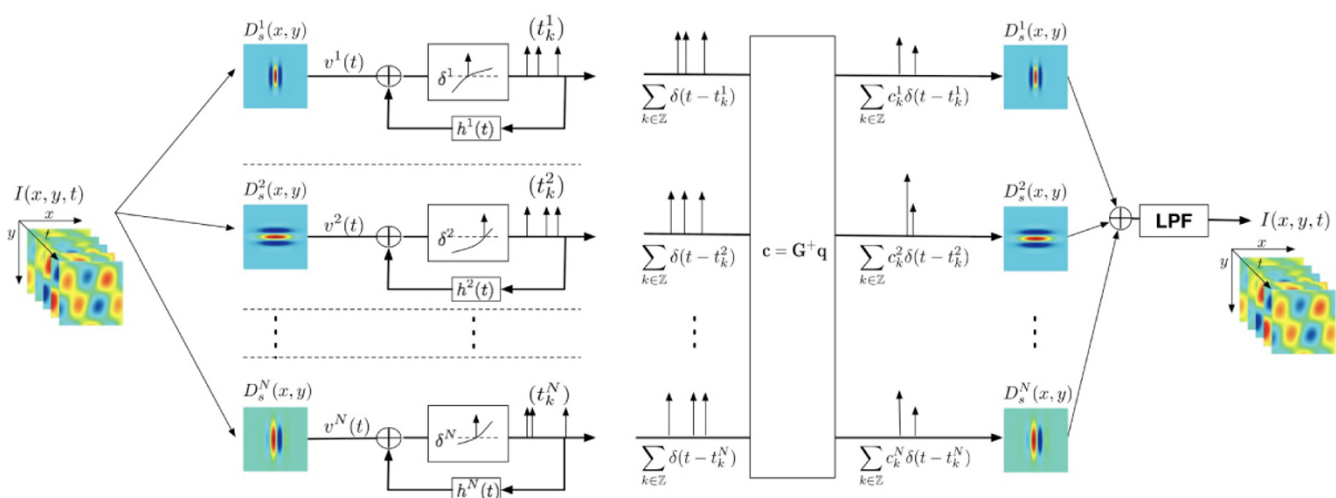 I(x, y, t)
x
t
y
D_s^1(x, y)
v^1(t)
δ^1
(t_k^1)
h^1(t)
∑_{k∈ℤ} δ(t − t_k^1)
∑_{k∈ℤ} c_k^1 δ(t − t_k^1)
D_s^1(x, y)
D_s^2(x, y)
v^2(t)
δ^2
(t_k^2)
h^2(t)
∑_{k∈ℤ} δ(t − t_k^2)
c = G^+ q
∑_{k∈ℤ} c_k^2 δ(t − t_k^2)
D_s^2(x, y)
D_s^N(x, y)
v^N(t)
δ^N
(t_k^N)
h^N(t)
∑_{k∈ℤ} δ(t − t_k^N)
∑_{k∈ℤ} c_k^N δ(t − t_k^N)
D_s^N(x, y)
LPF
I(x, y, t)
x
t
y